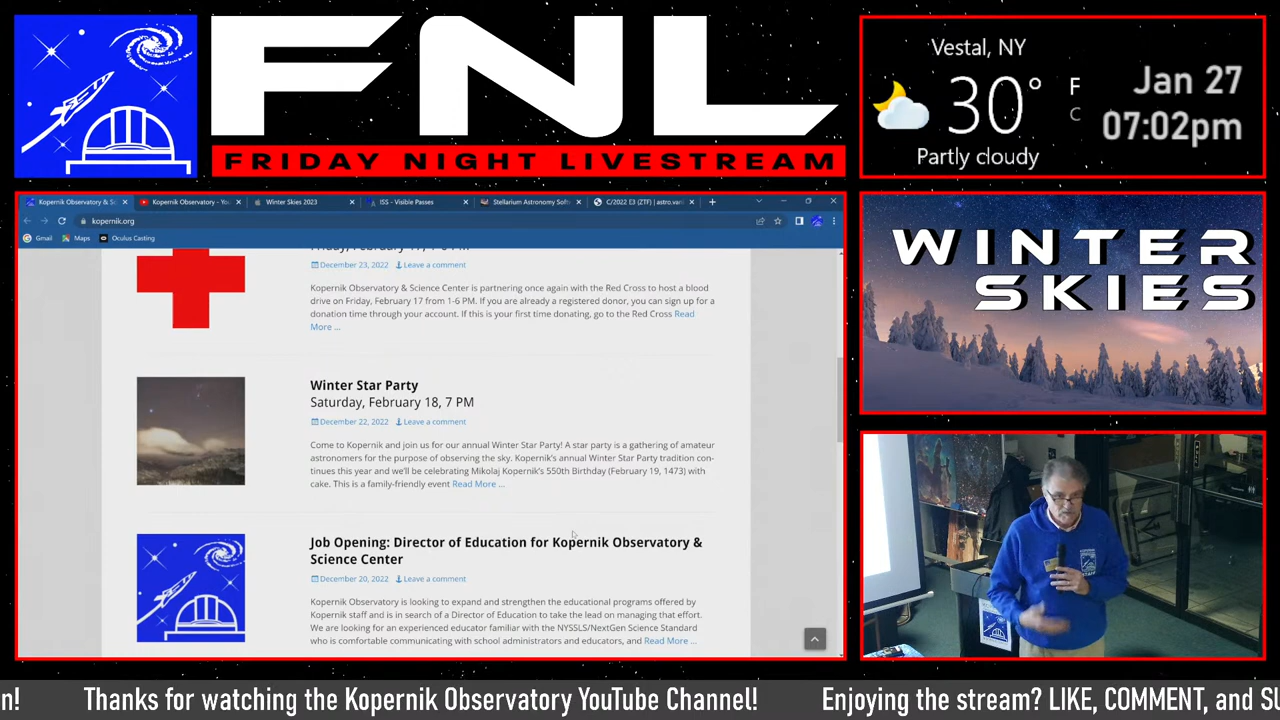 FNL
FRIDAY NIGHT LIVESTREAM
Vestal, NY
30°
F
C
Partly cloudy
Jan 27
07:02pm
Kopernik Observatory & Sc
Kopernik Observatory - You
Winter Skies 2023
ISS - Visible Passes
Stellarium Astronomy Soft
C/2022 E3 (ZTF) | astro.van
kopernik.org
Gmail
Maps
Oculus Casting
December 23, 2022 Leave a comment
Kopernik Observatory & Science Center is partnering once again with the Red Cross to host a blood
drive on Friday, February 17 from 1-6 PM. If you are already a registered donor, you can sign up for a
donation time through your account. If this is your first time donating, go to the Red Cross Read
More ...
Winter Star Party
Saturday, February 18, 7 PM
December 22, 2022 Leave a comment
Come to Kopernik and join us for our annual Winter Star Party! A star party is a gathering of amateur
astronomers for the purpose of observing the sky. Kopernik's annual Winter Star Party tradition con-
tinues this year and we'll be celebrating Mikolaj Kopernik's 550th Birthday (February 19, 1473) with
cake. This is a family-friendly event Read More ...
Job Opening: Director of Education for Kopernik Observatory &
Science Center
December 20, 2022 Leave a comment
Kopernik Observatory is looking to expand and strengthen the educational programs offered by
Kopernik staff and is in search of a Director of Education to take the lead on managing that effort.
We are looking for an experienced educator familiar with the NYSSLS/NextGen Science Standard
who is comfortable communicating with school administrators and educators, and Read More ...
WINTER
SKIES
n! Thanks for watching the Kopernik Observatory YouTube Channel! Enjoying the stream? LIKE, COMMENT, and SU